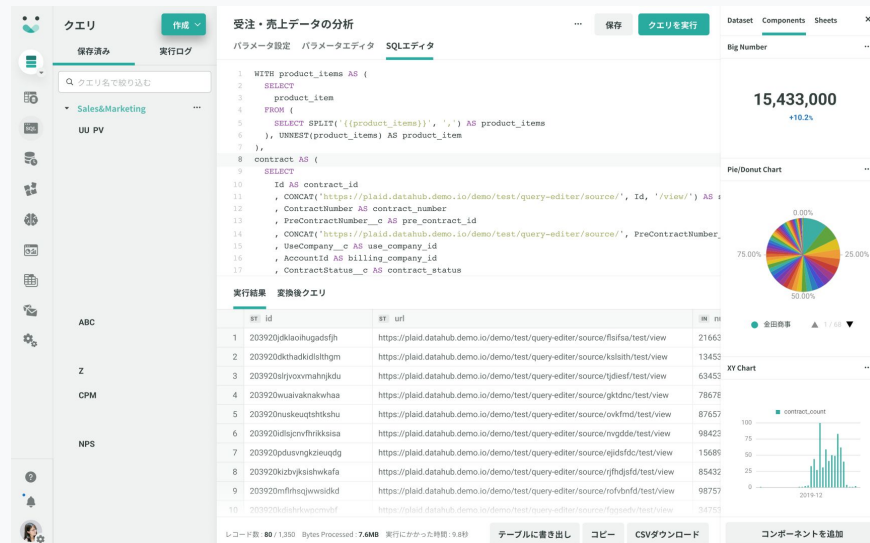 クエリ
作成
保存済み 実行ログ
クエリ名で絞り込む
Sales&Marketing
UU PV
ABC
Z
CPM
NPS
受注・売上データの分析
保存 クエリを実行
パラメータ設定 パラメータエディタ SQLエディタ
1 WITH product_items AS (
2 SELECT
3 product_item
4 FROM (
5 SELECT SPLIT('{{product_items}}', ',') AS product_items
6 ), UNNEST(product_items) AS product_item
7 ),
8 contract AS (
9 SELECT
10 Id AS contract_id
11 , CONCAT('https://plaid.datahub.demo.io/demo/test/query-editer/source/', Id, '/view/') AS
12 , ContractNumber AS contract_number
13 , PreContractNumber__c AS pre_contract_id
14 , CONCAT('https://plaid.datahub.demo.io/demo/test/query-editer/source/', PreContractNumber_
15 , UseCompany__c AS use_company_id
16 , AccountId AS billing_company_id
17 , ContractStatus__c AS contract_status
実行結果 変換後クエリ
ST id ST url IN
1 203920jdklaoihugadsfjh https://plaid.datahub.demo.io/demo/test/query-editer/source/flsifsa/test/view 21663
2 203920dkthadkidlslthgm https://plaid.datahub.demo.io/demo/test/query-editer/source/kslsith/test/view 13453
3 203920slrjvoxvmahnjkdu https://plaid.datahub.demo.io/demo/test/query-editer/source/tjdiesf/test/view 63453
4 203920wuaivaknakwhaa https://plaid.datahub.demo.io/demo/test/query-editer/source/gktdnc/test/view 78678
5 203920nuskeuqtshtkshu https://plaid.datahub.demo.io/demo/test/query-editer/source/ovkfmd/test/view 87657
6 203920idlsjcnvfhrikksisa https://plaid.datahub.demo.io/demo/test/query-editer/source/nvgdde/test/view 98423
7 203920pdusvngkzieuqdg https://plaid.datahub.demo.io/demo/test/query-editer/source/ejidsfdc/test/view 15689
8 203920kizbvjksishwkafa https://plaid.datahub.demo.io/demo/test/query-editer/source/rjfhdjsfd/test/view 85432
9 203920mflrhsqjwwsidkd https://plaid.datahub.demo.io/demo/test/query-editer/source/rofvbnfd/test/view 98757
10
レコード数 : 80 / 1,350 Bytes Processed : 7.6MB 実行にかかった時間 : 9.8秒
テーブルに書き出し コピー CSVダウンロード
Dataset Components Sheets
Big Number
15,433,000
+10.2%
Pie/Donut Chart
0.00%
75.00% 25.00%
50.00%
金田商事 1 / 68
XY Chart
contract_count
100
75
50
25
0
2019-12
コンポーネントを追加